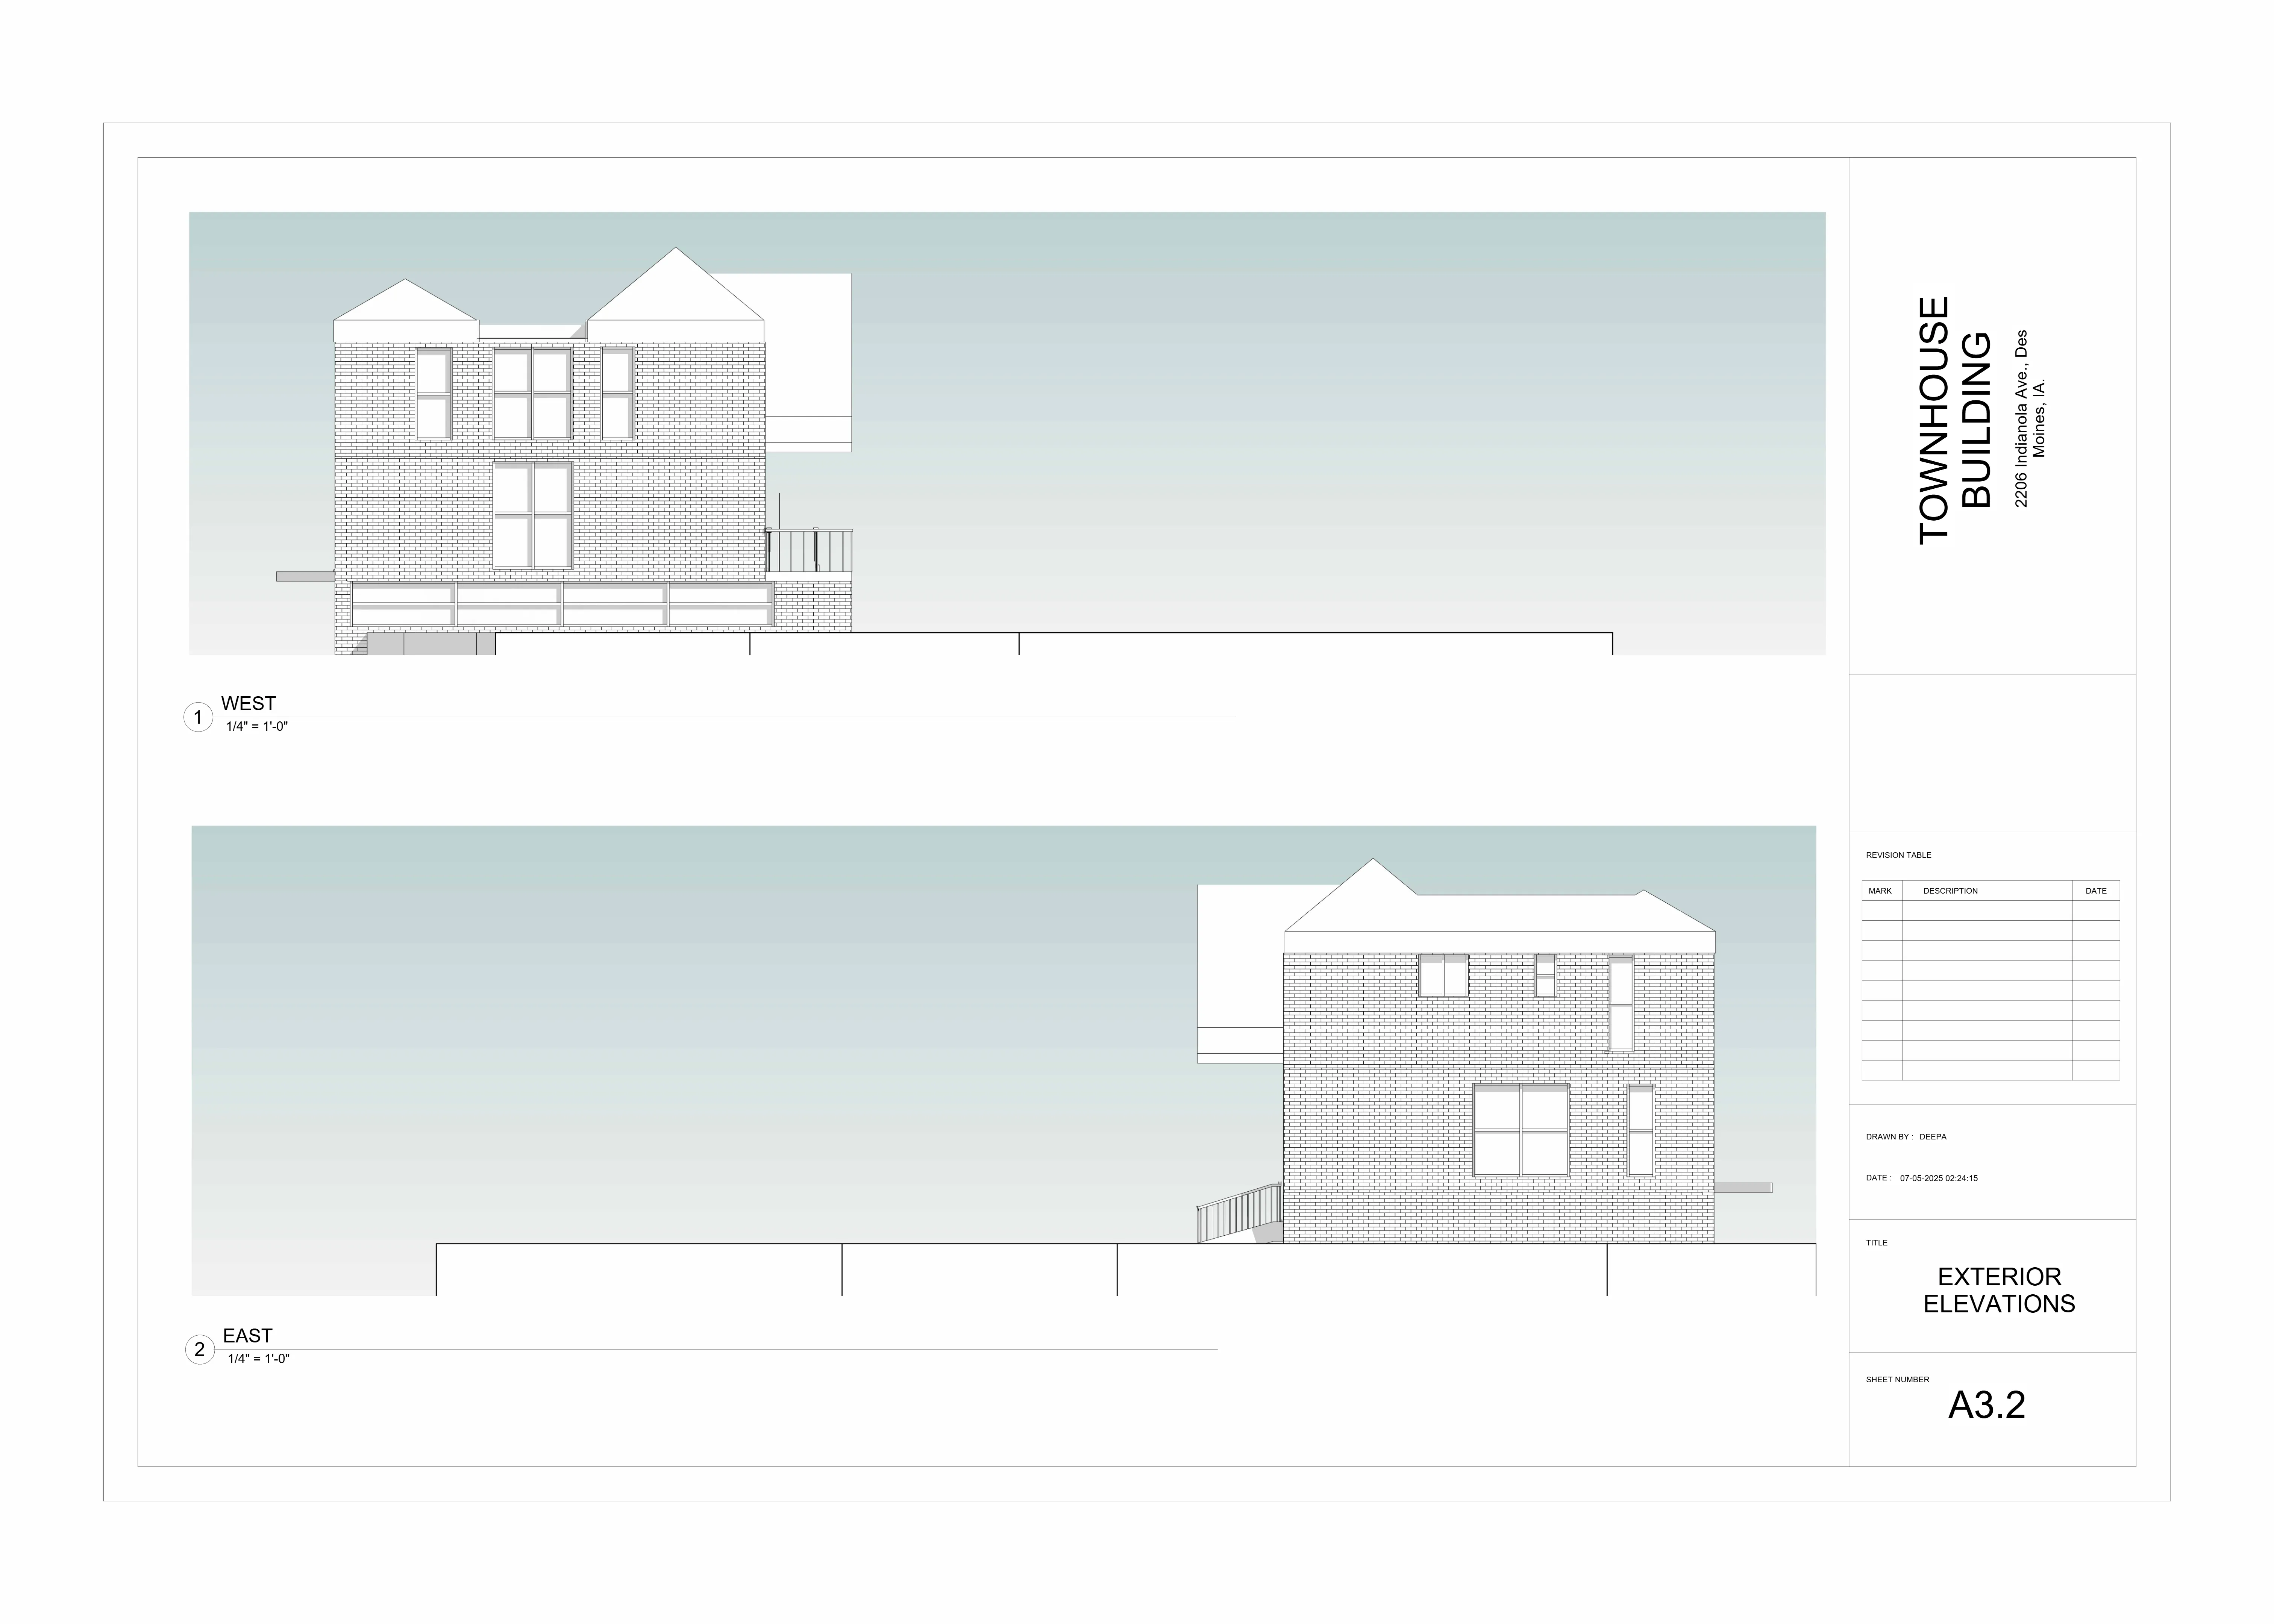 1
WEST
1/4" = 1'-0"
2
EAST
1/4" = 1'-0"
TOWNHOUSE
BUILDING
2206 Indianola Ave., Des
Moines, IA.
REVISION TABLE
MARK DESCRIPTION DATE
DRAWN BY : DEEPA
DATE : 07-05-2025 02:24:15
TITLE
EXTERIOR
ELEVATIONS
SHEET NUMBER
A3.2